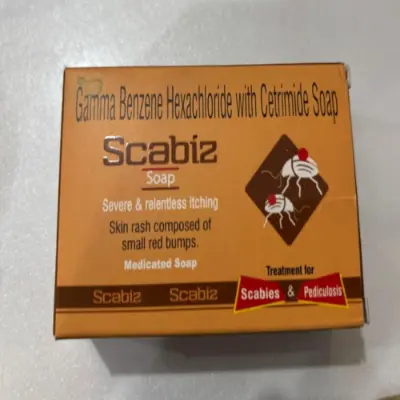 Gamma Benzene Hexachloride with Cetrimide Soap
Scabiz
Soap
Severe & relentless itching
Skin rash composed of
small red bumps.
Medicated Soap
Treatment for
Scabies & Pediculosis
Scabiz Scabiz